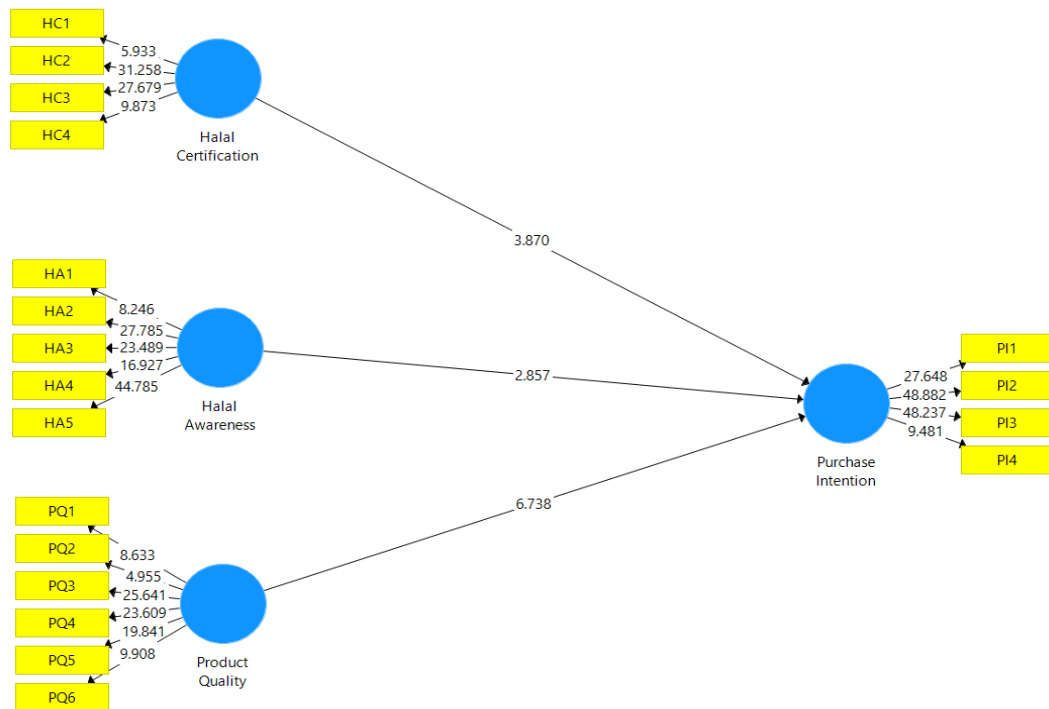 HC1
HC2
HC3
HC4
5.933
31.258
27.679
9.873
Halal
Certification
3.870
HA1
HA2
HA3
HA4
HA5
8.246
27.785
23.489
16.927
44.785
Halal
Awareness
2.857
PQ1
PQ2
PQ3
PQ4
PQ5
PQ6
8.633
4.955
25.641
23.609
19.841
9.908
Product
Quality
6.738
Purchase
Intention
27.648
48.882
48.237
9.481
PI1
PI2
PI3
PI4